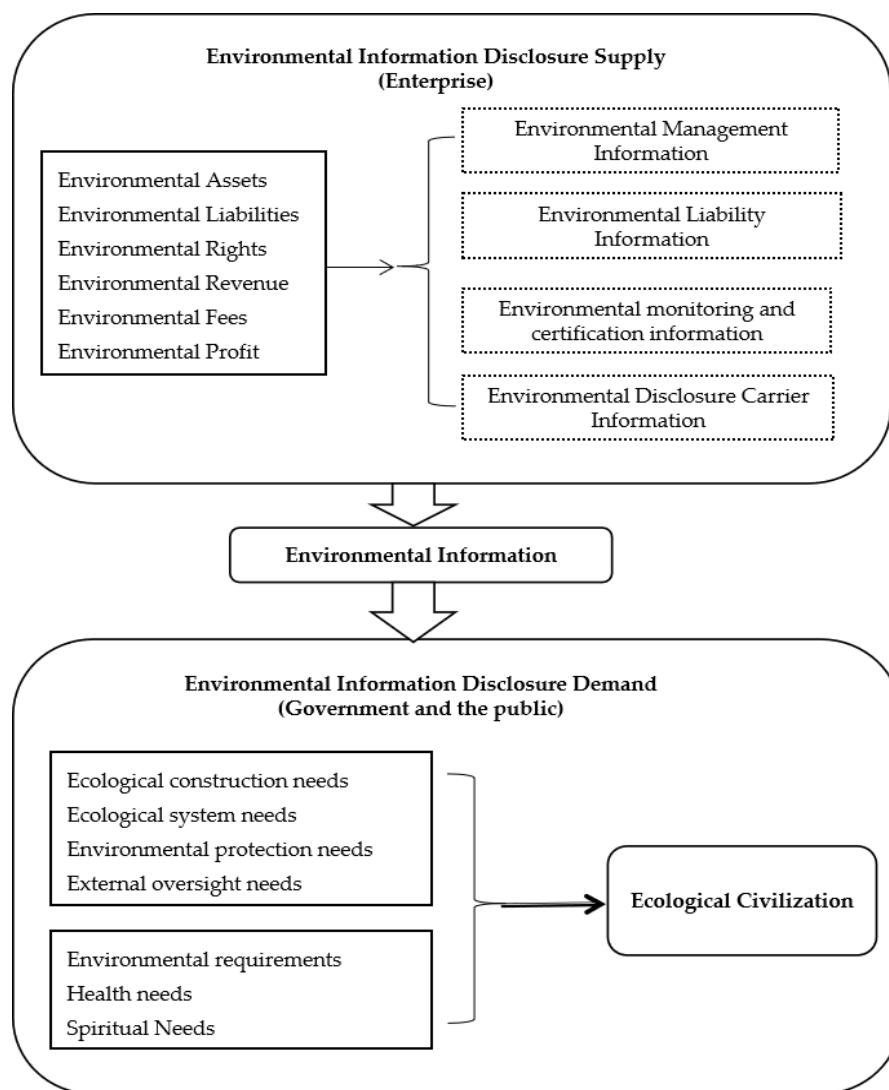 Environmental Information Disclosure Supply
(Enterprise)
Environmental Assets
Environmental Liabilities
Environmental Rights
Environmental Revenue
Environmental Fees
Environmental Profit
Environmental Management
Information
Environmental Liability
Information
Environmental monitoring and
certification information
Environmental Disclosure Carrier
Information
Environmental Information
Environmental Information Disclosure Demand
(Government and the public)
Ecological construction needs
Ecological system needs
Environmental protection needs
External oversight needs
Environmental requirements
Health needs
Spiritual Needs
Ecological Civilization